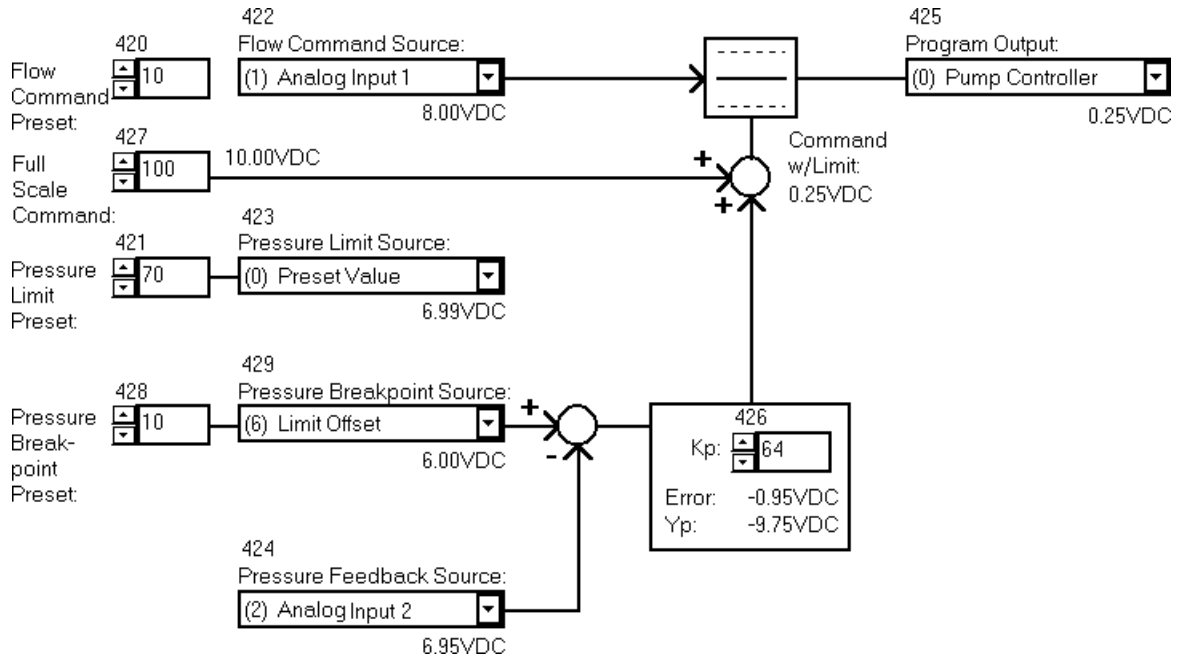 422
Flow Command Source:
425
Program Output:
420
Flow
Command
Preset:
10
(1) Analog Input 1
8.00VDC
(0) Pump Controller
0.25VDC
427
Full
Scale
Command:
100
10.00VDC
+
+
Command
w/Limit:
0.25VDC
423
Pressure Limit Source:
421
Pressure
Limit
Preset:
70
(0) Preset Value
6.99VDC
429
Pressure Breakpoint Source:
428
Pressure
Break-
point
Preset:
10
(6) Limit Offset
6.00VDC
+
-
426
Kp: 64
Error: -0.95VDC
Yp: -9.75VDC
424
Pressure Feedback Source:
(2) Analog Input 2
6.95VDC